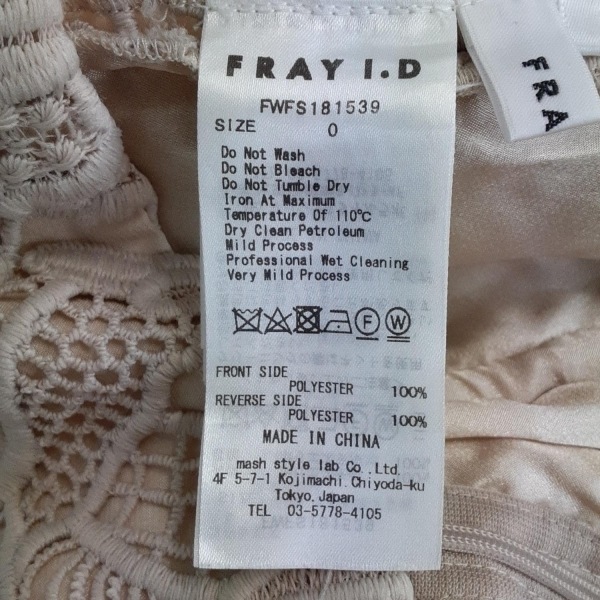 FRAY I.D
FWFS181539
SIZE 0
Do Not Wash
Do Not Bleach
Do Not Tumble Dry
Iron At Maximum
Temperature Of 110℃
Dry Clean Petroleum
Mild Process
Professional Wet Cleaning
Very Mild Process
F W
FRONT SIDE
POLYESTER 100%
REVERSE SIDE
POLYESTER 100%
MADE IN CHINA
mash style lab Co.,Ltd.
4F 5-7-1 Kojimachi.Chiyoda-ku
Tokyo.Japan
TEL 03-5778-4105
FRA